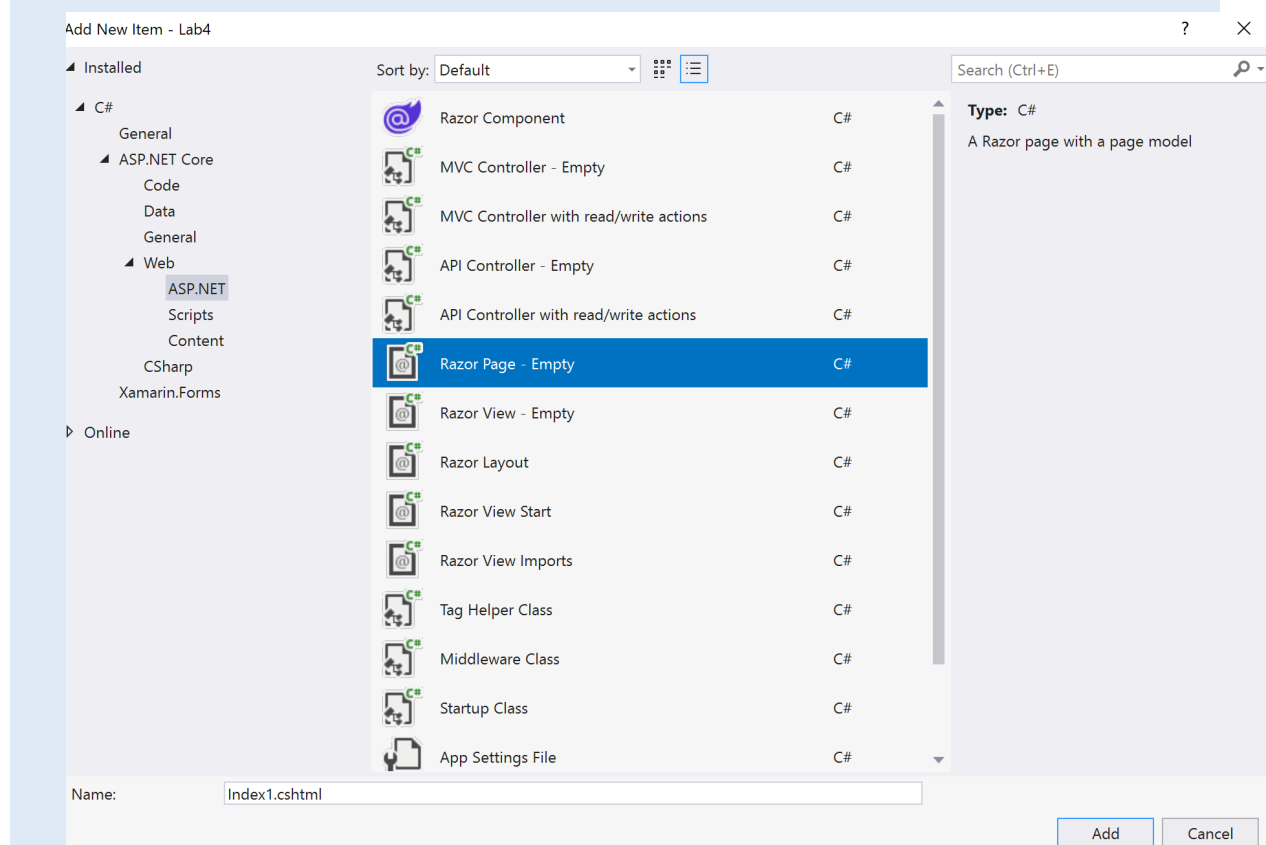 Add New Item - Lab4
?
Installed
C#
General
ASP.NET Core
Code
Data
General
Web
ASP.NET
Scripts
Content
CSharp
Xamarin.Forms
Online
Sort by: Default
Search (Ctrl+E)
Razor Component C#
MVC Controller - Empty C#
MVC Controller with read/write actions C#
API Controller - Empty C#
API Controller with read/write actions C#
Razor Page - Empty C#
Razor View - Empty C#
Razor Layout C#
Razor View Start C#
Razor View Imports C#
Tag Helper Class C#
Middleware Class C#
Startup Class C#
App Settings File C#
Type: C#
A Razor page with a page model
Name: Index1.cshtml
Add Cancel